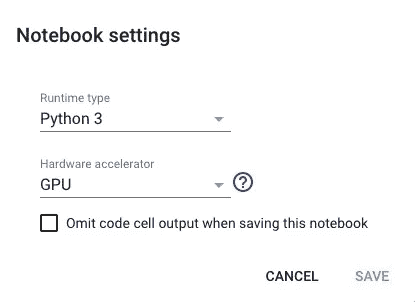 Notebook settings
Runtime type
Python 3
Hardware accelerator
GPU
?
Omit code cell output when saving this notebook
CANCEL SAVE